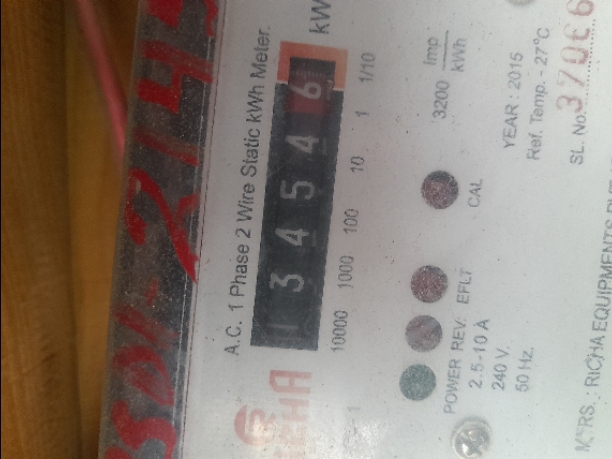 A.C. 1 Phase 2 Wire Static kWh Meter.
1 3 4 5 4 6
kW
10000 1000 100 10 1 1/10
3200 Imp
kWh
POWER REV. EFLT CAL
2.5-10 A
240 V.
50 Hz.
YEAR : 2015
Ref. Temp. - 27°C
SL. No.
M*RS. : RICHA EQUIPMENTS